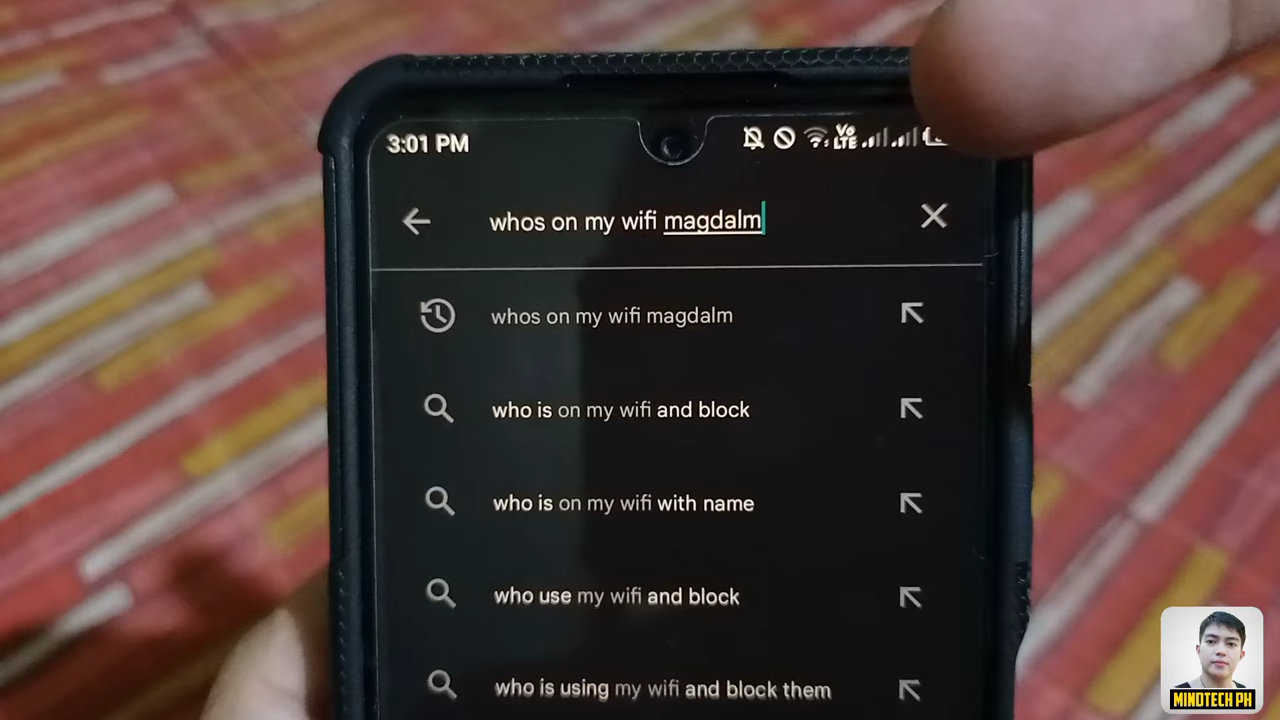 3:01 PM
Vo
LTE
whos on my wifi magdalm
whos on my wifi magdalm
who is on my wifi and block
who is on my wifi with name
who use my wifi and block
who is using my wifi and block them
MINDTECH PH